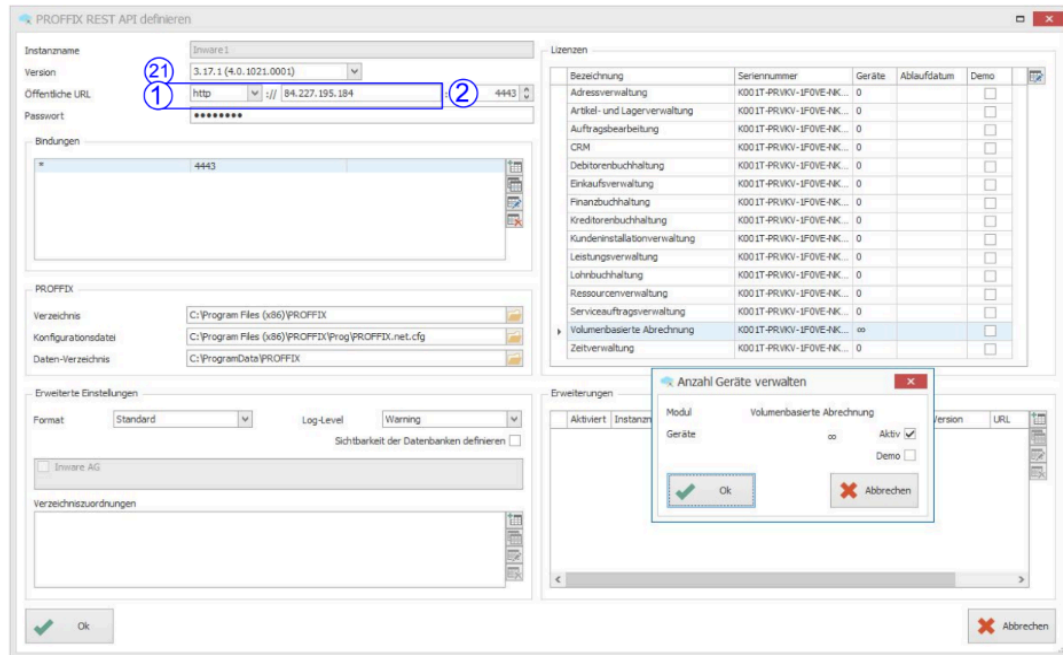 PROFFIX REST API definieren
Instanzname Inware1
Version 21 3.17.1 (4.0.1021.0001)
Öffentliche URL 1 http :// 84.227.195.184 : 2 4443
Passwort ●●●●●●●●
Bindungen
* 4443
PROFFIX
Verzeichnis C:\Program Files (x86)\PROFFIX
Konfigurationsdatei C:\Program Files (x86)\PROFFIX\Prog\PROFFIX.net.cfg
Daten-Verzeichnis C:\ProgramData\PROFFIX
Erweiterte Einstellungen
Format Standard Log-Level Warning
Sichtbarkeit der Datenbanken definieren
Inware AG
Verzeichniszuordnungen
Ok
Lizenzen
Bezeichnung Seriennummer Geräte Ablaufdatum Demo
Adressverwaltung K001T-PRVKV-1F0VE-NK... 0
Artikel- und Lagerverwaltung K001T-PRVKV-1F0VE-NK... 0
Auftragsbearbeitung K001T-PRVKV-1F0VE-NK... 0
CRM K001T-PRVKV-1F0VE-NK... 0
Debitorenbuchhaltung K001T-PRVKV-1F0VE-NK... 0
Einkaufsverwaltung K001T-PRVKV-1F0VE-NK... 0
Finanzbuchhaltung K001T-PRVKV-1F0VE-NK... 0
Kreditorenbuchhaltung K001T-PRVKV-1F0VE-NK... 0
Kundeninstallationverwaltung K001T-PRVKV-1F0VE-NK... 0
Leistungsverwaltung K001T-PRVKV-1F0VE-NK... 0
Lohnbuchhaltung K001T-PRVKV-1F0VE-NK... 0
Ressourcenverwaltung K001T-PRVKV-1F0VE-NK... 0
Serviceauftragsverwaltung K001T-PRVKV-1F0VE-NK... 0
Volumenbasierte Abrechnung K001T-PRVKV-1F0VE-NK... ∞
Zeitverwaltung K001T-PRVKV-1F0VE-NK... 0
Erweiterungen
Aktiviert Instanzn ersion URL
Anzahl Geräte verwalten
Modul Volumenbasierte Abrechnung
Geräte ∞ Aktiv
Demo
Ok Abbrechen
Abbrechen